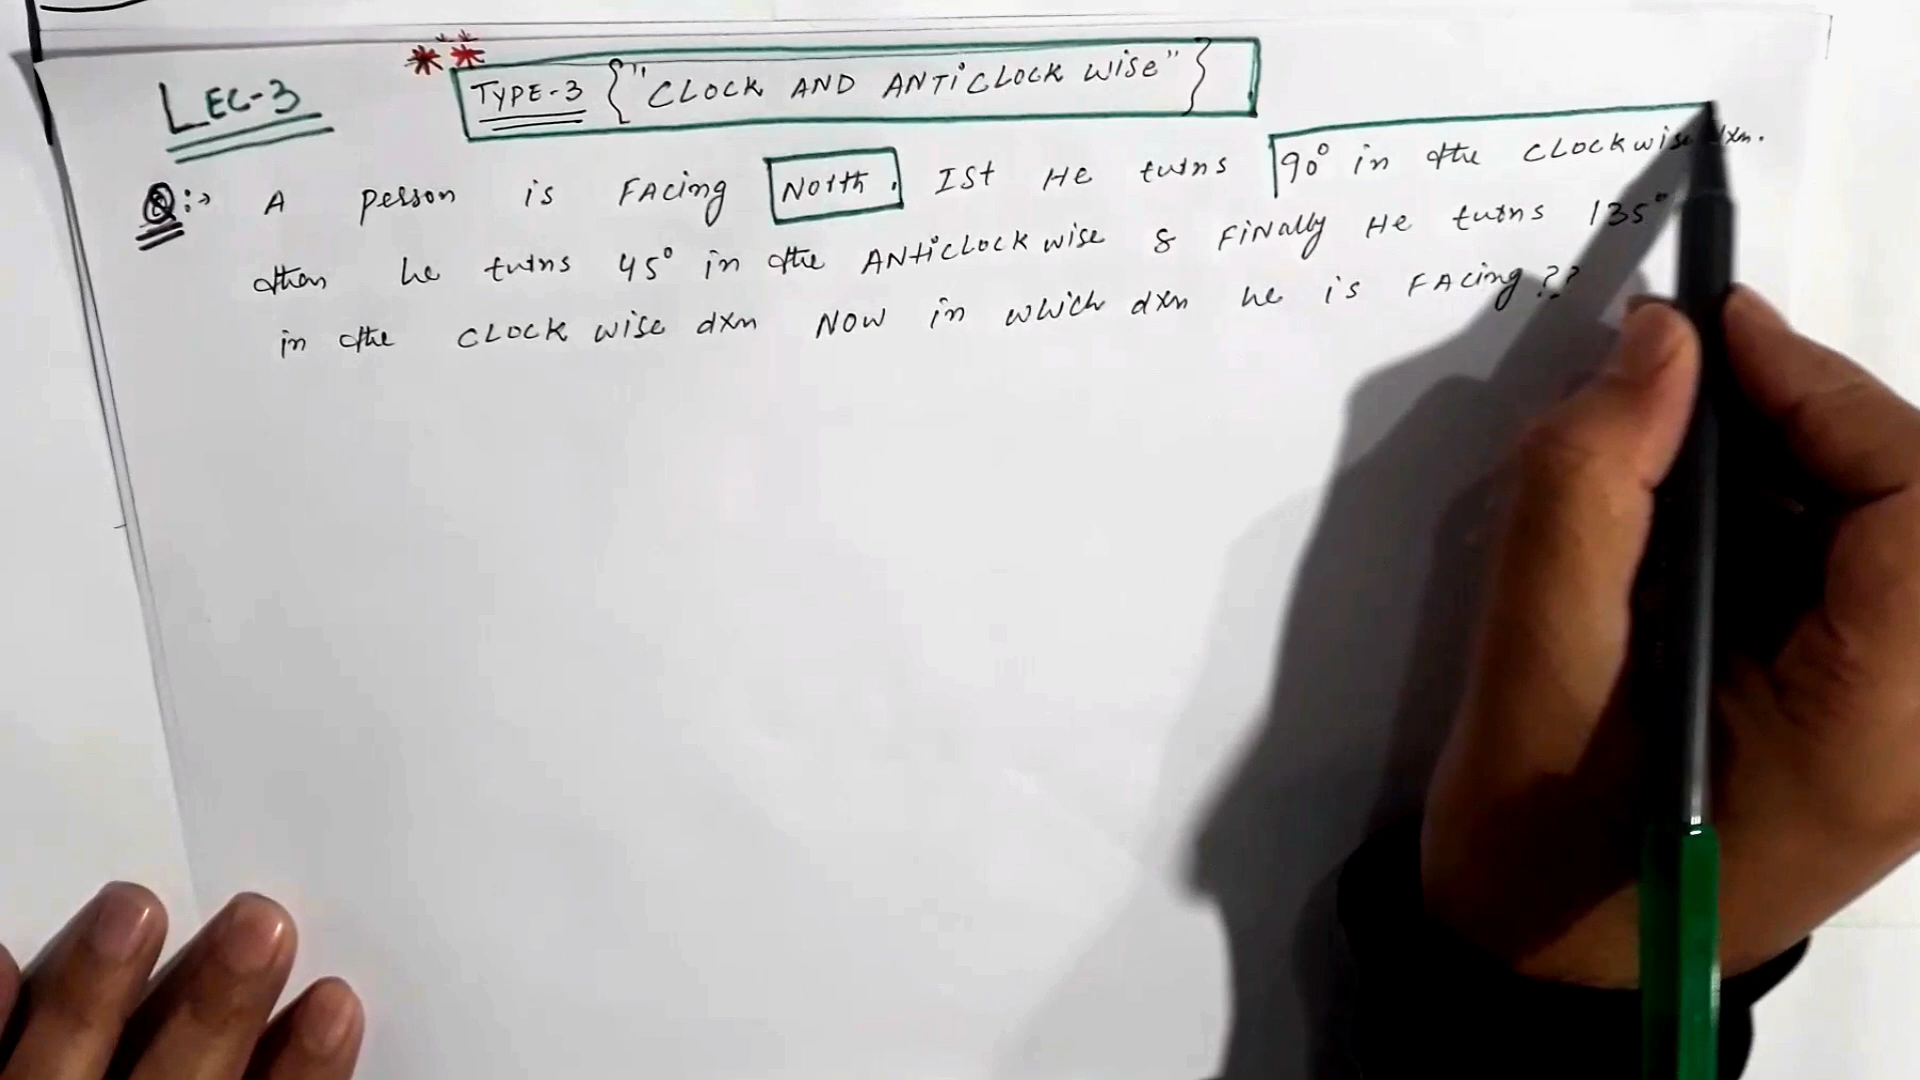 LEC-3
TYPE-3 {"CLOCK AND ANTICLOCK WISE"}
Q:→ A person is FAcing North. Ist He turns 90° in the CLOCKwise dxn.
then he turns 45° in the ANTICLOCK wise & FINAlly He turns 135°
in the CLOCK wise dxn NOW in which dxn he is FAcing??